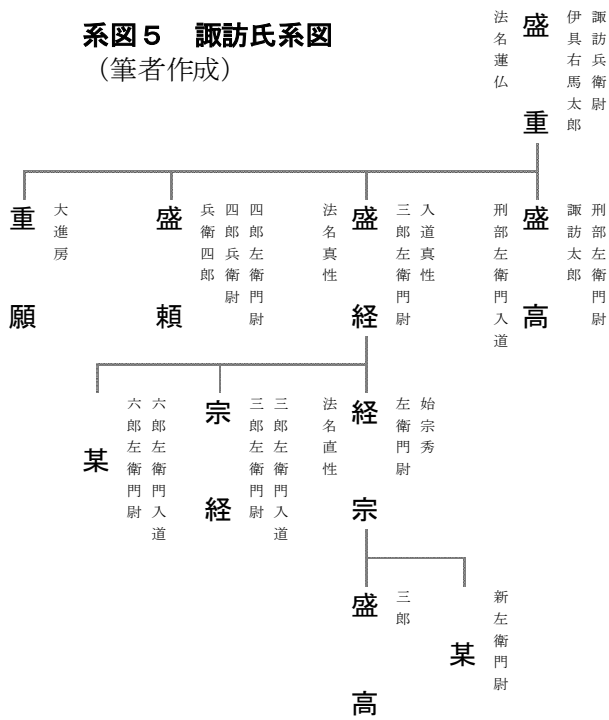 系図５　諏訪氏系図
（筆者作成）
諏訪兵衛尉
伊具右馬太郎
盛重
法名蓮仏
刑部左衛門尉
諏訪太郎
盛高
刑部左衛門入道
入道真性
三郎左衛門尉
盛経
法名真性
四郎左衛門尉
四郎兵衛尉
兵衛四郎
盛頼
大進房
重願
始宗秀
左衛門尉
経宗
法名直性
三郎左衛門入道
三郎左衛門尉
宗経
六郎左衛門入道
六郎左衛門尉
某
新左衛門尉
某
三郎
盛高